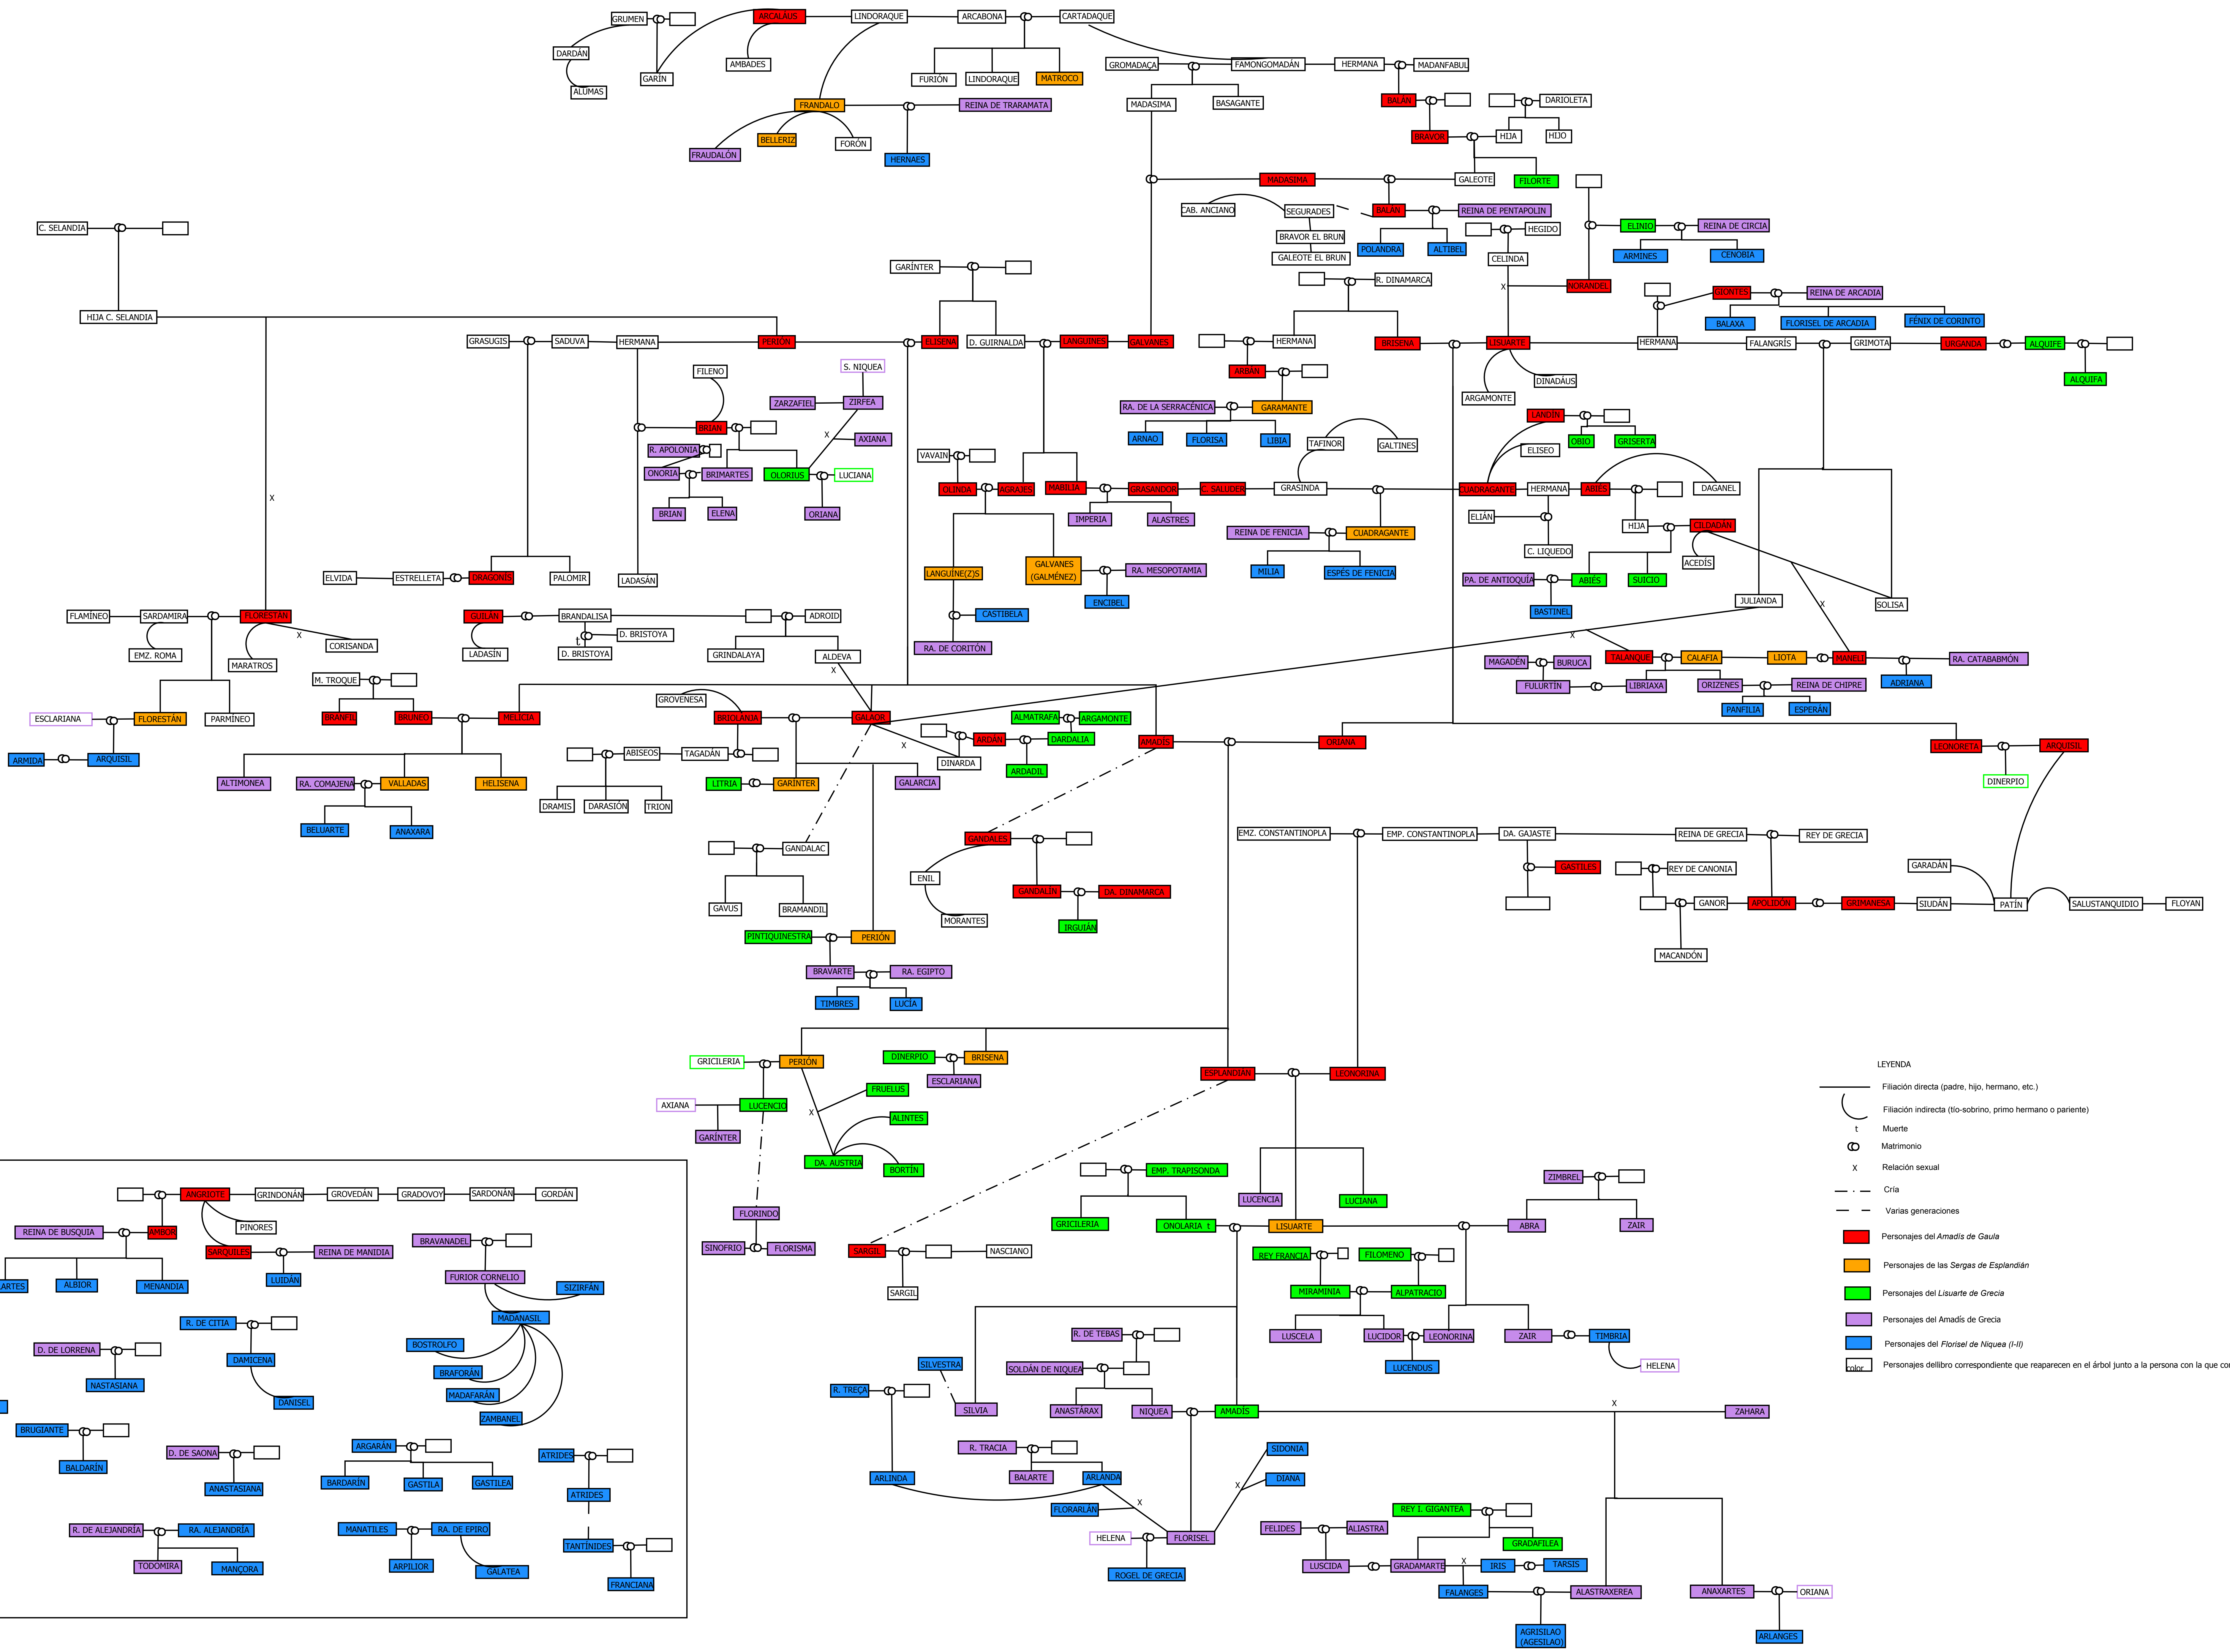 GRUMEN
ARCALÁUS
LINDORAQUE
ARCABONA
CARTADAQUE
DARDÁN
AMBADES
GARÍN
ALUMAS
FURIÓN
LINDORAQUE
MATROCO
GROMADAÇA
FAMONGOMADÁN
HERMANA
MADANFABUL
MADASIMA
BASAGANTE
BALÁN
DARIOLETA
FRANDALO
REINA DE TRARAMATA
BRAVOR
HIJA
HIJO
BELLERIZ
FORÓN
FRAUDALÓN
HERNAES
MADASIMA
GALEOTE
FILORTE
CAB. ANCIANO
SEGURADES
BALÁN
REINA DE PENTAPOLIN
C. SELANDIA
BRAVOR EL BRUN
GALEOTE EL BRUN
POLANDRA
ALTIBEL
HEGIDO
CELINDA
ELINIO
REINA DE CIRCIA
ARMINES
CENOBIA
GARÍNTER
R. DINAMARCA
X
NORANDEL
GIONTES
REINA DE ARCADIA
HIJA C. SELANDIA
BALAXA
FLORISEL DE ARCADIA
FÉNIX DE CORINTO
GRASUGIS
SADUVA
HERMANA
PERIÓN
ELISENA
D. GUIRNALDA
LANGUINES
GALVANES
HERMANA
BRISENA
LISUARTE
HERMANA
FALANGRÍS
GRIMOTA
URGANDA
ALQUIFE
FILENO
S. NIQUEA
ARBAN
DINADÁUS
ALQUIFA
ZARZAFIEL
ZIRFEA
RA. DE LA SERRACÉNICA
GARAMANTE
ARGAMONTE
BRIAN
X
AXIANA
ARNAO
FLORISA
LIBIA
LANDÍN
R. APOLONIA
TAFINOR
GALTINES
OBIO
GRISERTA
ELISEO
ONORIA
BRIMARTES
OLORIUS
LUCIANA
VAVAIN
OLINDA
AGRAJES
MABILIA
GRASANDOR
C. SALUDER
GRASINDA
CUADRAGANTE
HERMANA
ABIÉS
DAGANEL
X
BRIAN
ELENA
ORIANA
IMPERIA
ALASTRES
ELIÁN
HIJA
CILDADÁN
REINA DE FENICIA
CUADRAGANTE
C. LIQUEDO
ACEDÍS
ELVIDA
ESTRELLETA
DRAGONIS
PALOMIR
LADASÁN
LANGUÍNE(Z)S
GALVANES
(GALMÉNEZ)
RA. MESOPOTAMIA
MILIA
ESPÉS DE FENICIA
PA. DE ANTIOQUÍA
ABIÉS
SUICIO
ENCIBEL
BASTINEL
JULIANDA
X
SOLISA
FLAMÍNEO
SARDAMIRA
FLORESTÁN
GUILÁN
BRANDALISA
ADROID
CASTIBELA
X
CORISANDA
t
D. BRISTOYA
X
EMZ. ROMA
MARATROS
LADASÍN
D. BRISTOYA
GRINDALAYA
ALDEVA
RA. DE CORITÓN
MAGADÉN
BURUCA
TALANQUE
CALAFIA
LIOTA
MANELI
RA. CATABABMÓN
M. TROQUE
X
FULURTÍN
LIBRIAXA
ORIZENES
REINA DE CHIPRE
ADRIANA
GROVENESA
PANFILIA
ESPERÁN
ESCLARIANA
FLORESTÁN
PARMÍNEO
BRANFIL
BRUNEO
MELICIA
BRIOLANJA
GALAOR
ALMATRAFA
ARGAMONTE
ARMIDA
ARQUISIL
ABISEOS
TAGADÁN
X
ARDÁN
DARDALIA
AMADÍS
ORIANA
LEONORETA
ARQUISIL
DINARDA
ARDADIL
DINERPIO
ALTIMONEA
RA. COMAJENA
VALLADAS
HELISENA
LITRIA
GARÍNTER
GALARCIA
DRAMIS
DARASIÓN
TRION
BELUARTE
ANAXARA
GANDALES
EMZ. CONSTANTINOPLA
EMP. CONSTANTINOPLA
DA. GAJASTE
REINA DE GRECIA
REY DE GRECIA
GANDALAC
GASTILES
REY DE CANONIA
GARADÁN
ENIL
GANDALÍN
DA. DINAMARCA
GAVUS
BRAMANDIL
MORANTES
IRGUIÁN
GANOR
APOLIDÓN
GRIMANESA
SIUDÁN
PATÍN
SALUSTANQUIDIO
FLOYAN
PINTIQUINESTRA
PERIÓN
MACANDÓN
BRAVARTE
RA. EGIPTO
TIMBRES
LUCÍA
GRICILERIA
PERIÓN
DINERPIO
BRISENA
ESPLANDIÁN
LEONORINA
ESCLARIANA
FRUELUS
AXIANA
LUCENCIO
X
ALINTES
GARÍNTER
DA. AUSTRIA
BORTÍN
LEYENDA
Filiación directa (padre, hijo, hermano, etc.)
Filiación indirecta (tío-sobrino, primo hermano o pariente)
t Muerte
Matrimonio
X Relación sexual
Cría
Varias generaciones
Personajes del Amadís de Gaula
Personajes de las Sergas de Esplandián
Personajes del Lisuarte de Grecia
Personajes del Amadís de Grecia
Personajes del Florisel de Niquea (I-II)
color Personajes dellibro correspondiente que reaparecen en el árbol junto a la persona con la que
EMP. TRAPISONDA
ZIMBREL
LUCENCIA
LUCIANA
GRICILERIA
ONOLARIA t
LISUARTE
ABRA
ZAIR
FLORINDO
SINOFRIO
FLORISMA
SARGIL
NASCIANO
REY FRANCIA
FILOMENO
SARGIL
MIRAMINIA
ALPATRACIO
LUSCELA
LUCIDOR
LEONORINA
ZAIR
TIMBRIA
R. DE TEBAS
LUCENDUS
HELENA
SILVESTRA
SOLDÁN DE NIQUEA
R. TREÇA
SILVIA
ANASTÁRAX
NIQUEA
AMADÍS
X
ZAHARA
R. TRACIA
SIDONIA
ARLINDA
BALARTE
ARLANDA
X
DIANA
FLORARLÁN
X
REY I. GIGANTEA
HELENA
FLORISEL
FELIDES
ALIASTRA
GRADAFILEA
ROGEL DE GRECIA
LUSCIDA
GRADAMARTE
X
IRIS
TARSIS
FALANGES
ALASTRAXEREA
ANAXARTES
ORIANA
AGRISILAO
(AGESILAO)
ARLANGES
ANGRIOTE
GRINDONÁN
GROVEDÁN
GRADOVOY
SARDONÁN
GORDÁN
REINA DE BUSQUIA
AMBOR
PINORES
SARQUILES
REINA DE MANIDIA
BRAVANADEL
ARTES
ALBIOR
MENANDIA
LUIDÁN
FURIOR CORNELIO
SIZIRFÁN
R. DE CITIA
MADANASIL
D. DE LORRENA
DAMICENA
BOSTROLFO
BRAFORÁN
NASTASIANA
DANISEL
MADAFARÁN
ZAMBANEL
BRUGIANTE
D. DE SAONA
ARGARÁN
ATRIDES
BALDARÍN
ANASTASIANA
BARDARÍN
GASTILA
GASTILEA
ATRIDES
R. DE ALEJANDRÍA
RA. ALEJANDRÍA
MANATILES
RA. DE EPIRO
TANTÍNIDES
TODOMIRA
MANÇORA
ARPILIOR
GALATEA
FRANCIANA